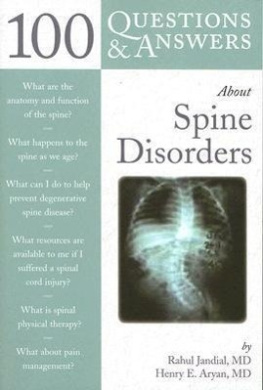 100 QUESTIONS
& ANSWERS
About
Spine
Disorders
What are the
anatomy and function
of the spine?
What happens to the
spine as we age?
What can I do to help
prevent degenerative
spine disease?
What resources are
available to me if I
suffered a spinal
cord injury?
What is spinal
physical therapy?
What about pain
management?
by
Rahul Jandial, MD
Henry E. Aryan, MD